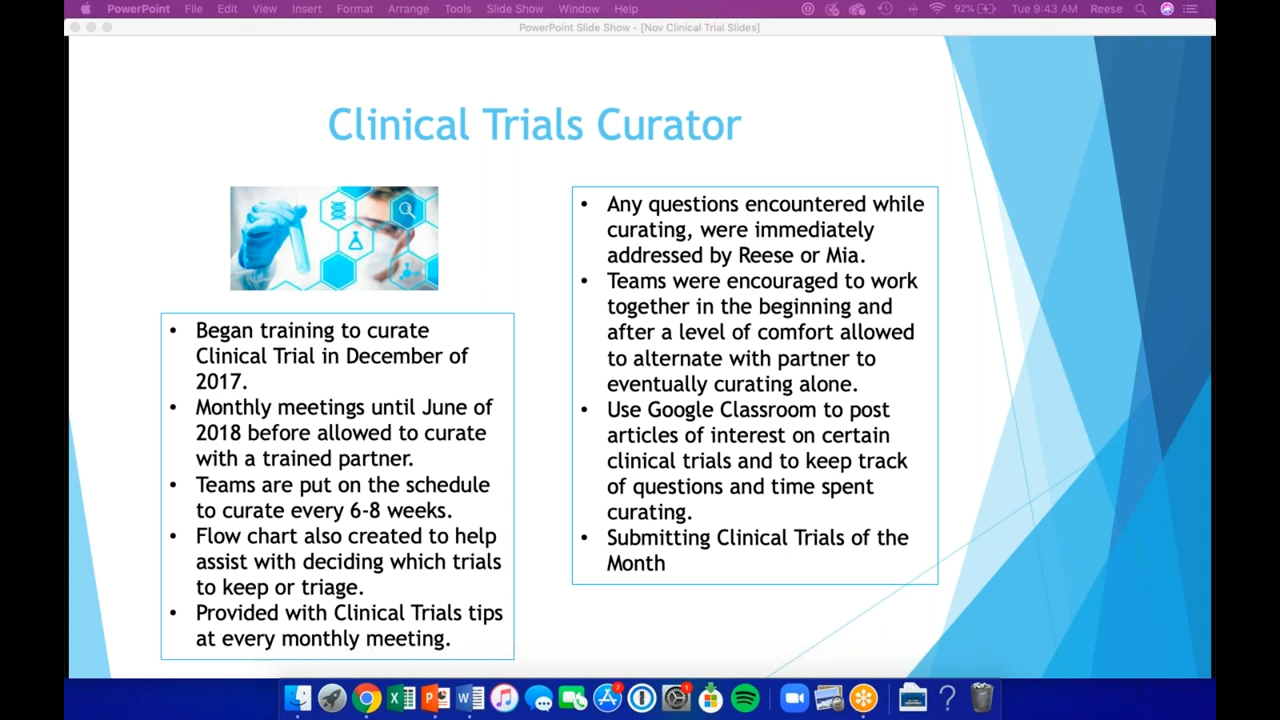 PowerPoint File Edit View Insert Format Arrange Tools Slide Show Window Help 92% Tue 9:43 AM Reese
PowerPoint Slide Show - [Nov Clinical Trial Slides]
Clinical Trials Curator
• Began training to curate
Clinical Trial in December of
2017.
• Monthly meetings until June of
2018 before allowed to curate
with a trained partner.
• Teams are put on the schedule
to curate every 6-8 weeks.
• Flow chart also created to help
assist with deciding which trials
to keep or triage.
• Provided with Clinical Trials tips
at every monthly meeting.
• Any questions encountered while
curating, were immediately
addressed by Reese or Mia.
• Teams were encouraged to work
together in the beginning and
after a level of comfort allowed
to alternate with partner to
eventually curating alone.
• Use Google Classroom to post
articles of interest on certain
clinical trials and to keep track
of questions and time spent
curating.
• Submitting Clinical Trials of the
Month